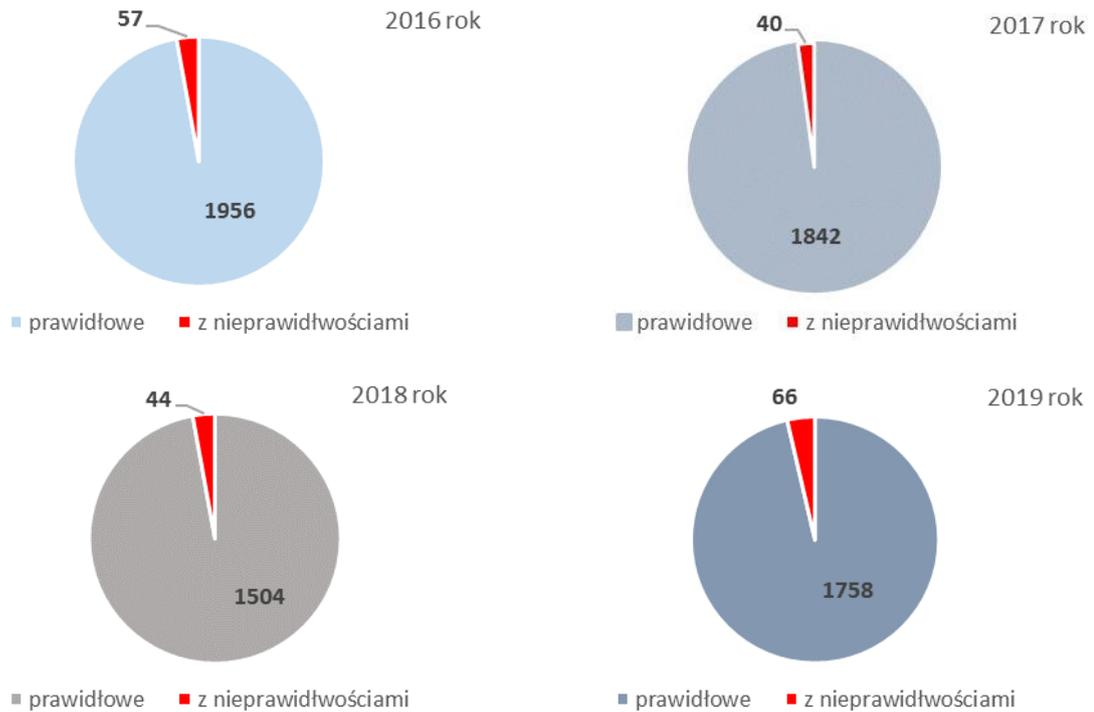 57
2016 rok
1956
prawidłowe
z nieprawidłwościami
40
2017 rok
1842
prawidłowe
z nieprawidłwościami
44
2018 rok
1504
prawidłowe
z nieprawidłwościami
66
2019 rok
1758
prawidłowe
z nieprawidłwościami